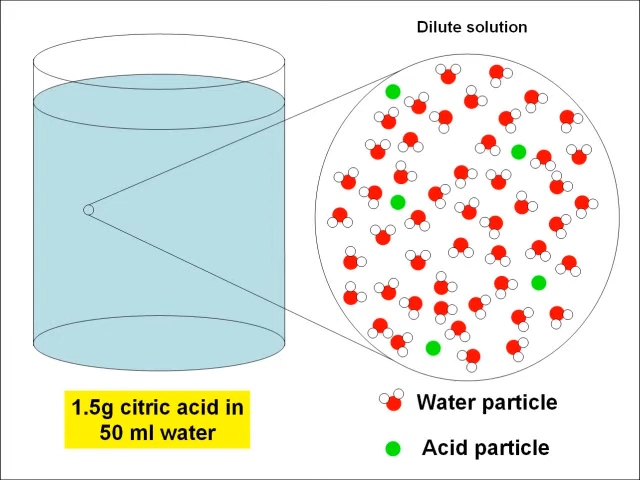 Dilute solution
1.5g citric acid in
50 ml water
Water particle
Acid particle